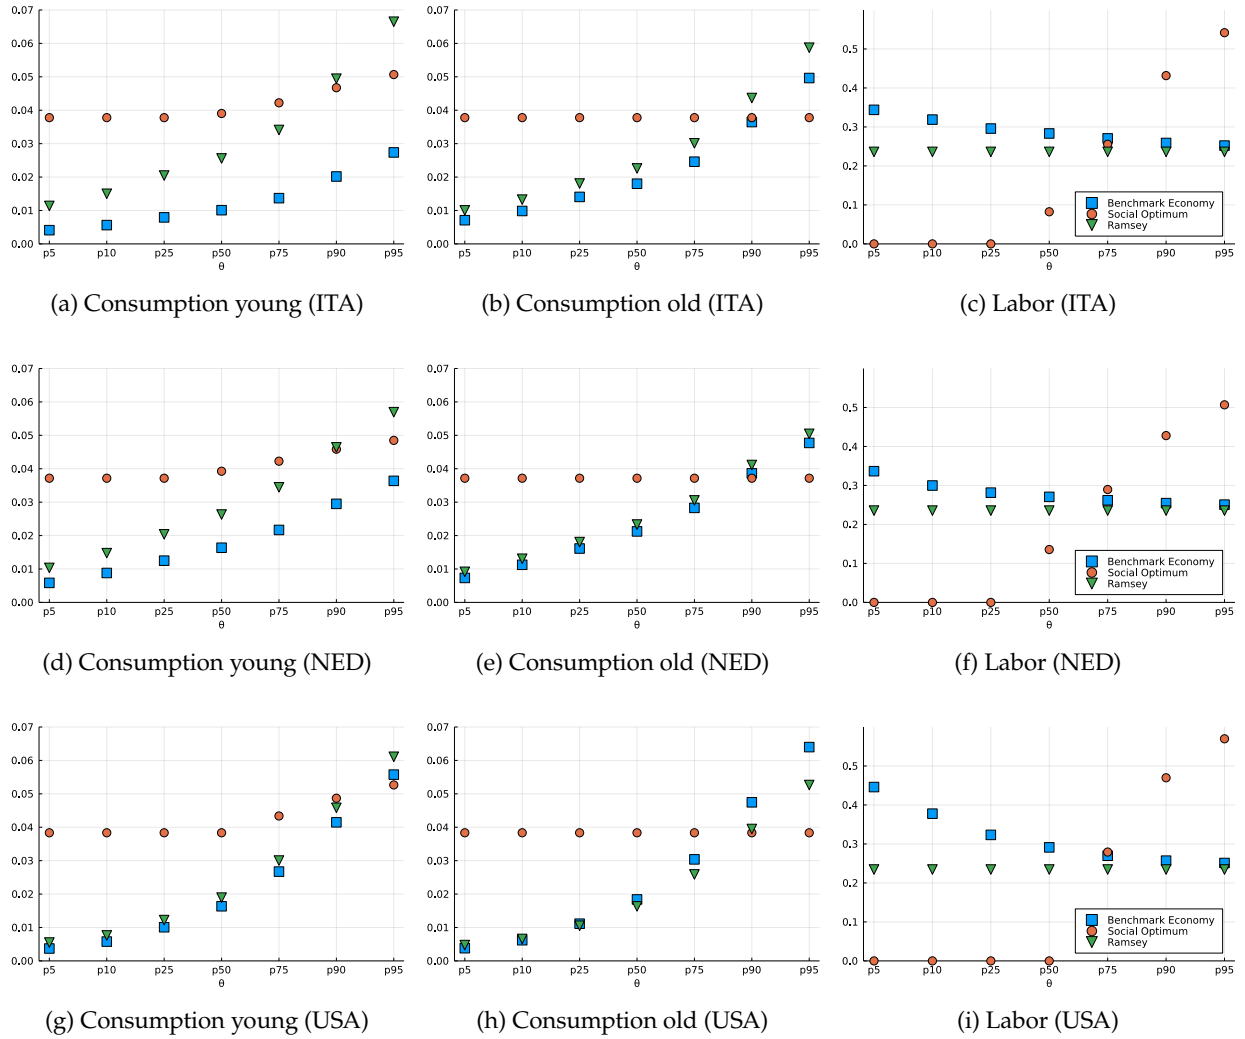 0.07
0.06
0.05
0.04
0.03
0.02
0.01
0.00
p5 p10 p25 p50 p75 p90 p95
θ
(a) Consumption young (ITA)
0.07
0.06
0.05
0.04
0.03
0.02
0.01
0.00
p5 p10 p25 p50 p75 p90 p95
θ
(b) Consumption old (ITA)
0.5
0.4
0.3
0.2
0.1
0.0
p5 p10 p25 p50 p75 p90 p95
θ
Benchmark Economy
Social Optimum
Ramsey
(c) Labor (ITA)
0.07
0.06
0.05
0.04
0.03
0.02
0.01
0.00
p5 p10 p25 p50 p75 p90 p95
θ
(d) Consumption young (NED)
0.07
0.06
0.05
0.04
0.03
0.02
0.01
0.00
p5 p10 p25 p50 p75 p90 p95
θ
(e) Consumption old (NED)
0.5
0.4
0.3
0.2
0.1
0.0
p5 p10 p25 p50 p75 p90 p95
θ
Benchmark Economy
Social Optimum
Ramsey
(f) Labor (NED)
0.07
0.06
0.05
0.04
0.03
0.02
0.01
0.00
p5 p10 p25 p50 p75 p90 p95
θ
(g) Consumption young (USA)
0.07
0.06
0.05
0.04
0.03
0.02
0.01
0.00
p5 p10 p25 p50 p75 p90 p95
θ
(h) Consumption old (USA)
0.5
0.4
0.3
0.2
0.1
0.0
p5 p10 p25 p50 p75 p90 p95
θ
Benchmark Economy
Social Optimum
Ramsey
(i) Labor (USA)